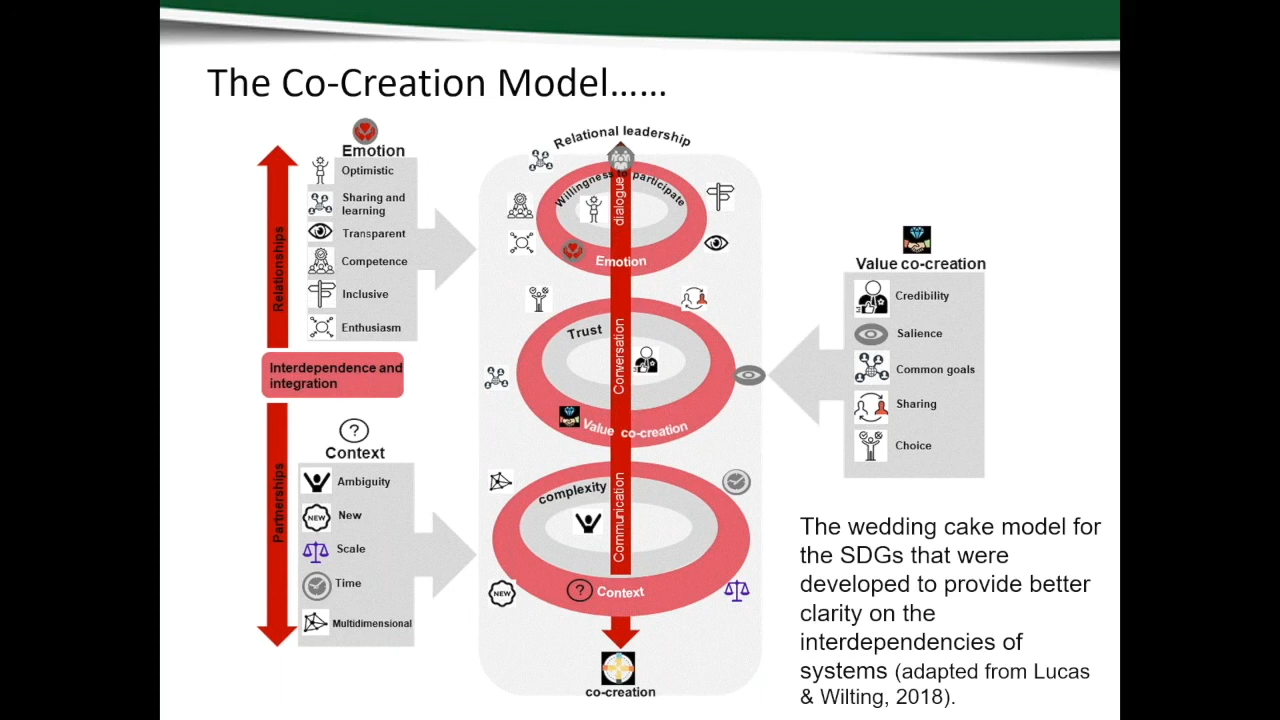 The Co-Creation Model……
Emotion
Optimistic
Sharing and
learning
Transparent
Competence
Inclusive
Enthusiasm
Relationships
Interdependence and
integration
Partnerships
Context
Ambiguity
New
NEW
Scale
Time
Multidimensional
Relational leadership
Willingness to participate
dialogue
Emotion
Trust
Conversation
Value co-creation
complexity
Communication
NEW
Context
co-creation
Value co-creation
Credibility
Salience
Common goals
Sharing
Choice
The wedding cake model for
the SDGs that were
developed to provide better
clarity on the
interdependencies of
systems (adapted from Lucas
& Wilting, 2018).